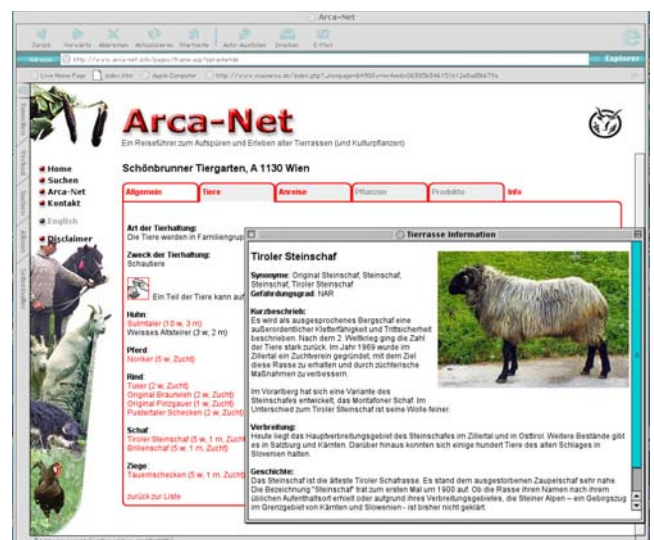 Arca-Net
Zurück Vorwärts Abbrechen Aktualisieren Startseite Auto-Ausfüllen Drucken E-Mail
Adresse http://www.arca-net.info/pages/frame.asp?sprache=de
Explorer
Live Home Page index.htm Apple Computer
Favoriten
Verlauf
Suchen
Alben
Seitenhalter
Arca-Net
Ein Reiseführer zum Aufspüren und Erleben alter Tierrassen (und Kulturpflanzen)
Home
Suchen
Arca-Net
Kontakt
English
Disclaimer
Schönbrunner Tiergarten, A 1130 Wien
Allgemein Tiere Anreise Pflanzen Produkte Info
Art der Tierhaltung:
Die Tiere werden in Familiengrup
Zweck der Tierhaltung:
Schautiere
Ein Teil der Tiere kann auf
Huhn:
Sulmtaler (10 w, 3 m)
Weisses Altsteirer (3 w, 2 m)
Pferd:
Noriker (5 w, Zucht)
Rind:
Tuxer (2 w, Zucht)
Original Braunvieh (2 w, Zucht)
Original Pinzgauer (1 w, Zucht)
Pustertaler Schecken (2 w, Zucht)
Schaf:
Tiroler Steinschaf (5 w, 1 m, Zucht
Brillenschaf (5 w, 1 m, Zucht)
Ziege:
Tauernschecken (5 w, 1 m, Zucht
zurück zur Liste
Tierrasse Information
Tiroler Steinschaf
Synonyme: Original Steinschaf, Steinschaf,
Steinschaf, Tiroler Steinschaf
Gefährdungsgrad: NAR
Kurzbeschrieb:
Es wird als ausgesprochenes Bergschaf eine
außerordentlicher Kletterfähigkeit und Trittsicherheit
beschrieben. Nach dem 2. Weltkrieg ging die Zahl
der Tiere stark zurück. Im Jahr 1969 wurde im
Zillertal ein Zuchtverein gegründet, mit dem Ziel
diese Rasse zu erhalten und durch züchterische
Maßnahmen zu verbessern.
Im Vorarlberg hat sich eine Variante des
Steinschafes entwickelt, das Montafoner Schaf. Im
Unterschied zum Tiroler Steinschaf ist seine Wolle feiner.
Verbreitung:
Heute liegt das Hauptverbreitungsgebiet des Steinschafes im Zillertal und in Osttirol. Weitere Bestände gibt
es in Salzburg und Kärnten. Darüber hinaus konnten sich einige hundert Tiere des alten Schlages in
Slovenien halten.
Geschichte:
Das Steinschaf ist die älteste Tiroler Schafrasse. Es stand dem ausgestorbenen Zaupelschaf sehr nahe.
Die Bezeichnung "Steinschaf" trat zum ersten Mal um 1900 auf. Ob die Rasse ihren Namen nach ihrem
üblichen Aufenthaltsort erhielt oder aufgrund ihres Verbreitungsgebietes, die Steiner Alpen – ein Gebirgszug
im Grenzgebiet von Kärnten und Slowenien - ist bisher nicht geklärt.